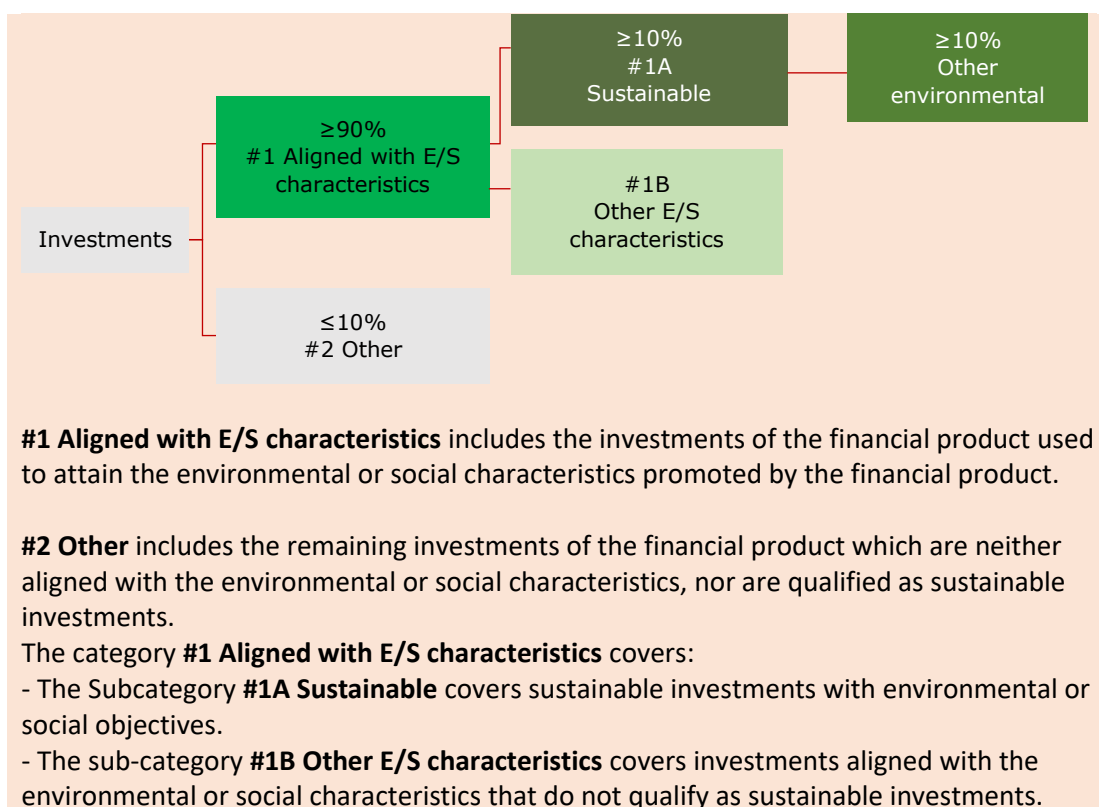 ≥10%
#1A
Sustainable
≥10%
Other
environmental
≥90%
#1 Aligned with E/S
characteristics
#1B
Other E/S
characteristics
Investments
≤10%
#2 Other
#1 Aligned with E/S characteristics includes the investments of the financial product used
to attain the environmental or social characteristics promoted by the financial product.
#2 Other includes the remaining investments of the financial product which are neither
aligned with the environmental or social characteristics, nor are qualified as sustainable
investments.
The category #1 Aligned with E/S characteristics covers:
- The Subcategory #1A Sustainable covers sustainable investments with environmental or
social objectives.
- The sub-category #1B Other E/S characteristics covers investments aligned with the
environmental or social characteristics that do not qualify as sustainable investments.